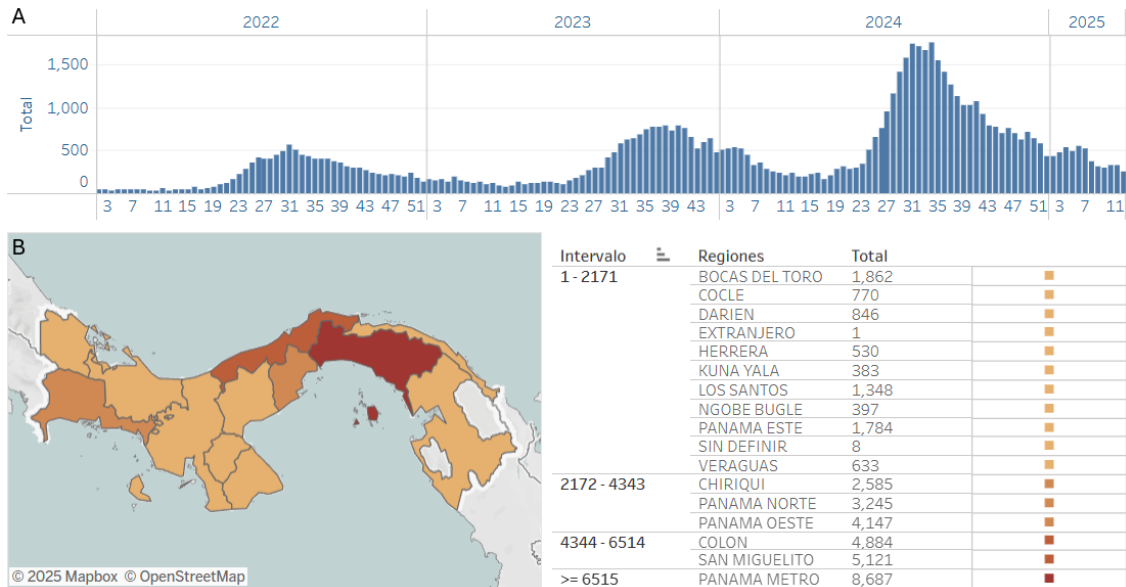 A
2022 2023 2024 2025
Total
1,500
1,000
500
0
3 7 11 15 19 23 27 31 35 39 43 47 51 3 7 11 15 19 23 27 31 35 39 43 3 7 11 15 19 23 27 31 35 39 43 47 51 3 7 11
B
© 2025 Mapbox © OpenStreetMap
Intervalo Regiones Total
1 - 2171 BOCAS DEL TORO 1,862
COCLE 770
DARIEN 846
EXTRANJERO 1
HERRERA 530
KUNA YALA 383
LOS SANTOS 1,348
NGOBE BUGLE 397
PANAMA ESTE 1,784
SIN DEFINIR 8
VERAGUAS 633
2172 - 4343 CHIRIQUI 2,585
PANAMA NORTE 3,245
PANAMA OESTE 4,147
4344 - 6514 COLON 4,884
SAN MIGUELITO 5,121
>= 6515 PANAMA METRO 8,687